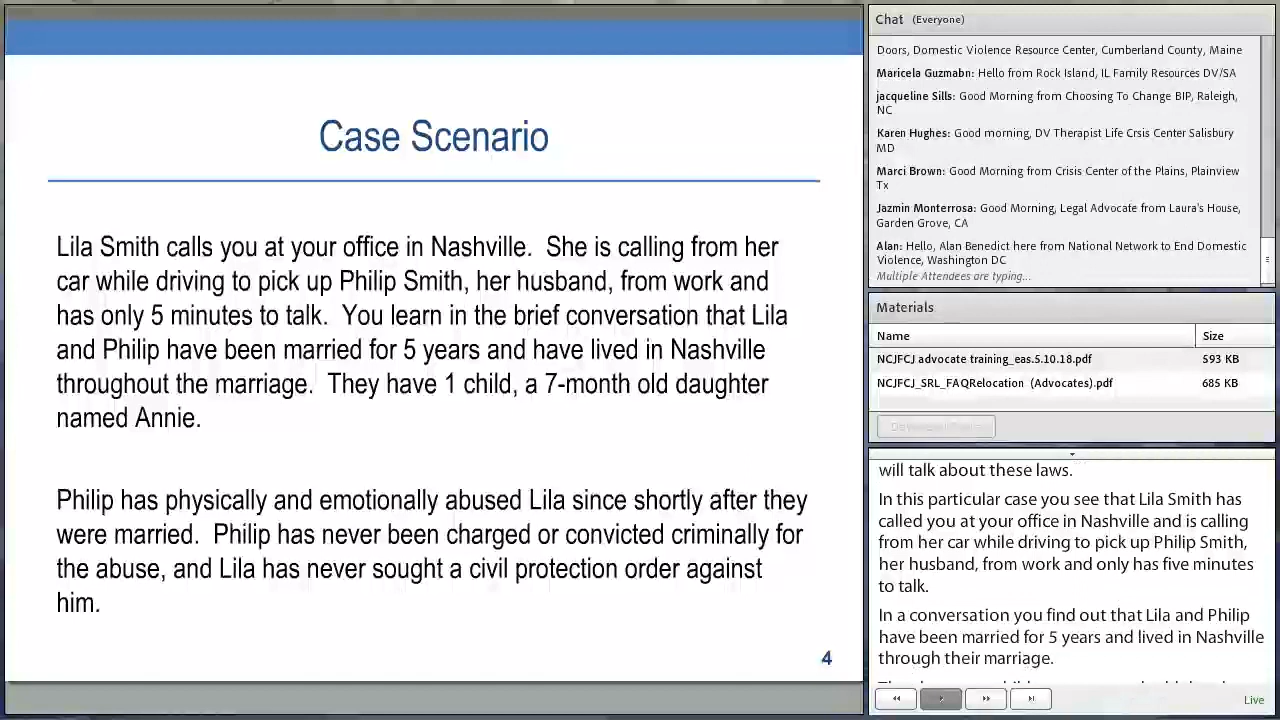 Case Scenario
Lila Smith calls you at your office in Nashville. She is calling from her
car while driving to pick up Philip Smith, her husband, from work and
has only 5 minutes to talk. You learn in the brief conversation that Lila
and Philip have been married for 5 years and have lived in Nashville
throughout the marriage. They have 1 child, a 7-month old daughter
named Annie.
Philip has physically and emotionally abused Lila since shortly after they
were married. Philip has never been charged or convicted criminally for
the abuse, and Lila has never sought a civil protection order against
him.
4
Chat (Everyone)
Doors, Domestic Violence Resource Center, Cumberland County, Maine
Maricela Guzmabn: Hello from Rock Island, IL Family Resources DV/SA
jacqueline Sills: Good Morning from Choosing To Change BIP, Raleigh,
NC
Karen Hughes: Good morning, DV Therapist Life Crsis Center Salisbury
MD
Marci Brown: Good Morning from Crisis Center of the Plains, Plainview
Tx
Jazmin Monterrosa: Good Morning, Legal Advocate from Laura's House,
Garden Grove, CA
Alan: Hello, Alan Benedict here from National Network to End Domestic
Violence, Washington DC
Multiple Attendees are typing...
Materials
Name Size
NCJFCJ advocate training_eas.5.10.18.pdf 593 KB
NCJFCJ_SRL_FAQRelocation (Advocates).pdf 685 KB
will talk about these laws.
In this particular case you see that Lila Smith has
called you at your office in Nashville and is calling
from her car while driving to pick up Philip Smith,
her husband, from work and only has five minutes
to talk.
In a conversation you find out that Lila and Philip
have been married for 5 years and lived in Nashville
through their marriage.
Live